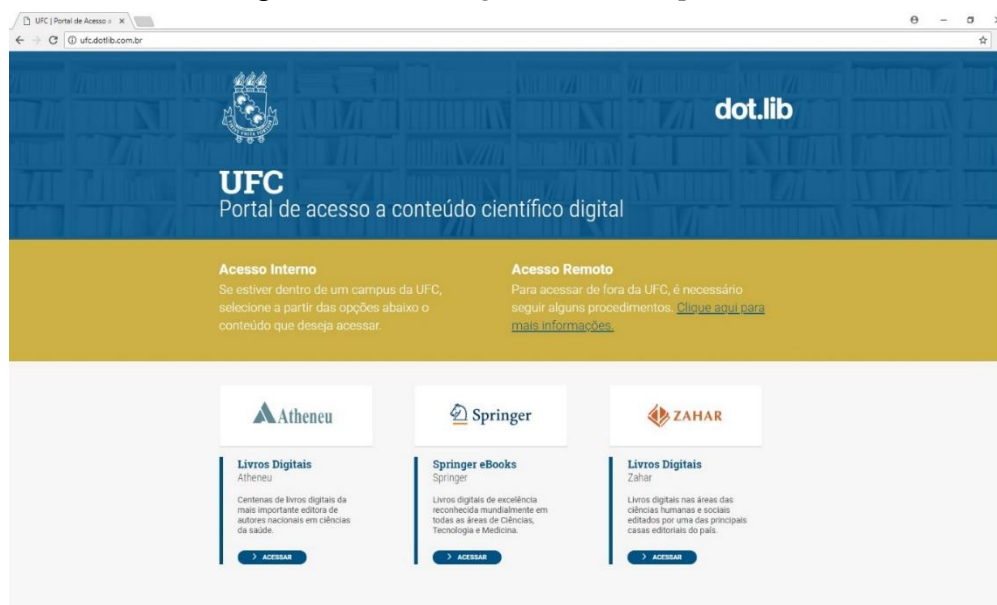 UFC | Portal de Acesso a
ufc.dotlib.com.br
dot.lib
UFC
Portal de acesso a conteúdo científico digital
Acesso Interno
Se estiver dentro de um campus da UFC,
selecione a partir das opções abaixo o
conteúdo que deseja acessar.
Acesso Remoto
Para acessar de fora da UFC, é necessário
seguir alguns procedimentos. Clique aqui para
mais informações.
Atheneu
Livros Digitais
Atheneu
Centenas de livros digitais da
mais importante editora de
autores nacionais em ciências
da saúde.
> ACESSAR
Springer
Springer eBooks
Springer
Livros digitais de excelência
reconhecida mundialmente em
todas as áreas de Ciências,
Tecnologia e Medicina.
> ACESSAR
ZAHAR
Livros Digitais
Zahar
Livros digitais nas áreas das
ciências humanas e sociais
editados por uma das principais
casas editoriais do país.
> ACESSAR